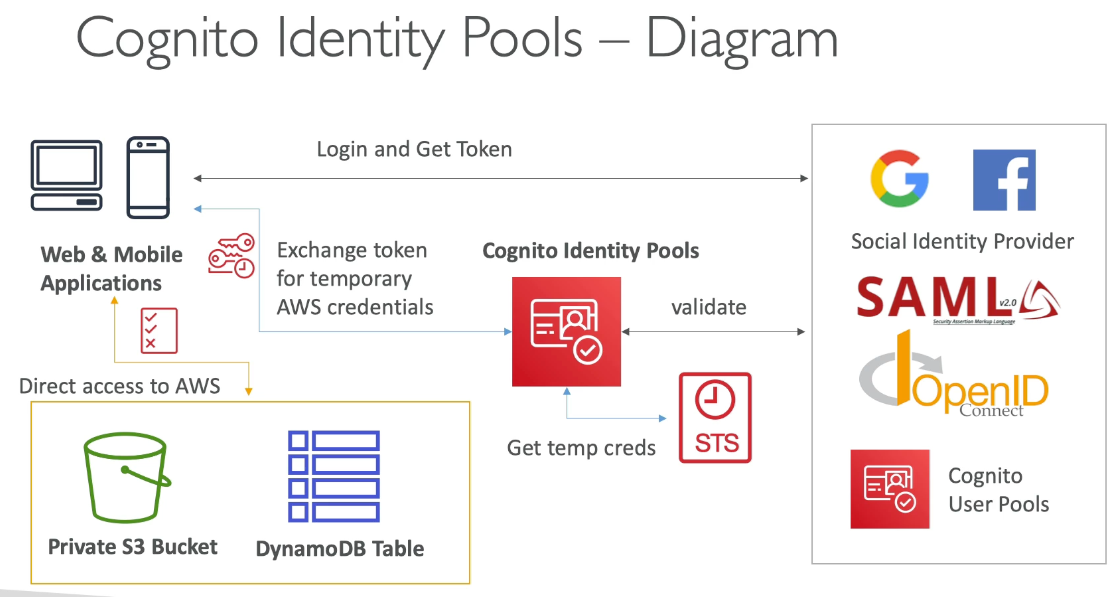 Cognito Identity Pools – Diagram
Login and Get Token
Web & Mobile
Applications
Exchange token
for temporary
AWS credentials
Cognito Identity Pools
validate
Social Identity Provider
SAML v2.0
Security Assertion Markup Language
OpenID
Connect
Direct access to AWS
Get temp creds
STS
Cognito
User Pools
Private S3 Bucket
DynamoDB Table